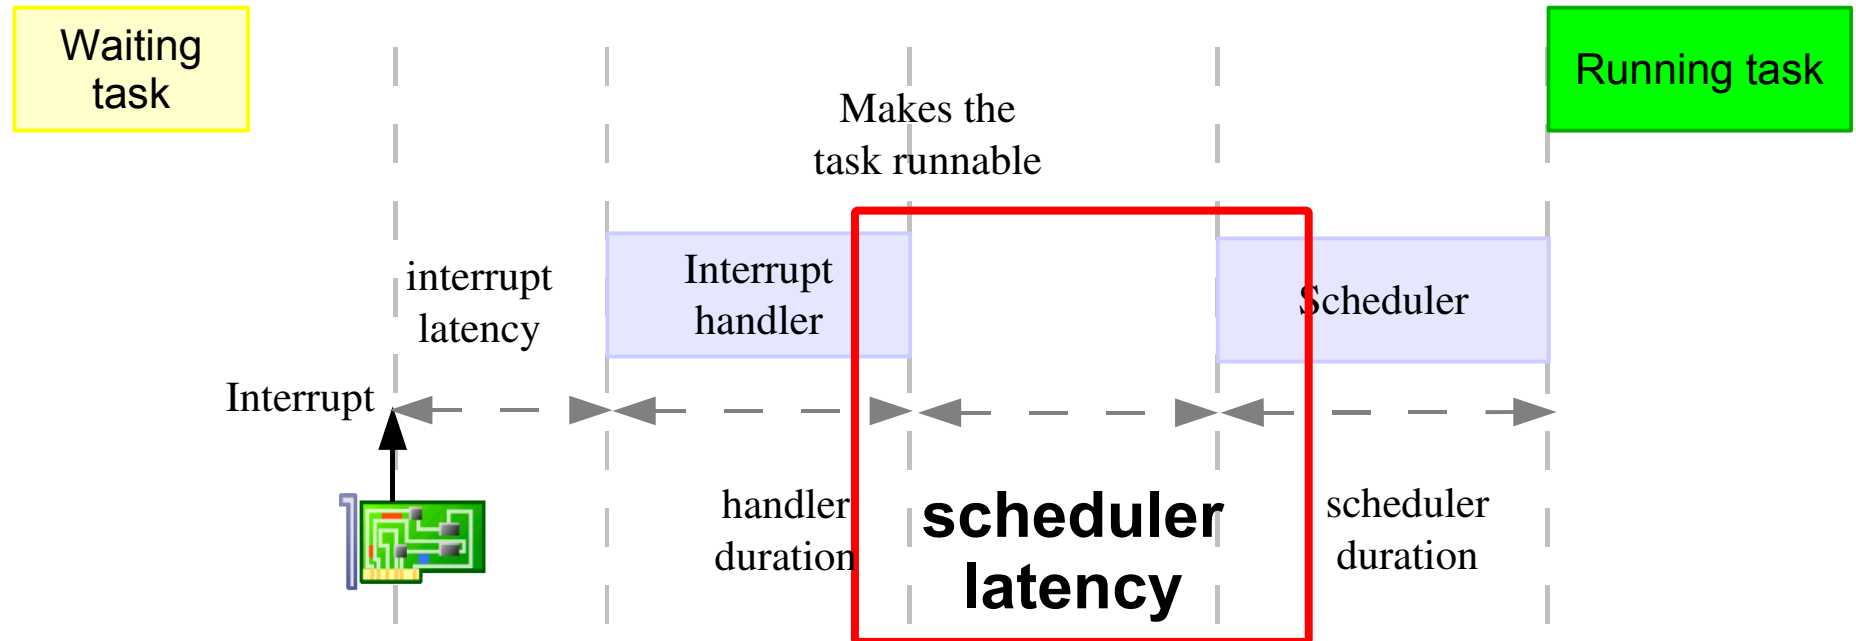 Waiting
task
Running task
Makes the
task runnable
interrupt
latency
Interrupt
handler
Scheduler
Interrupt
handler
duration
scheduler
latency
scheduler
duration